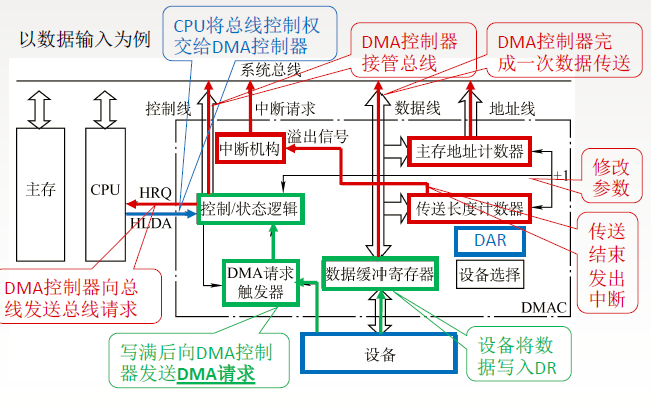 以数据输入为例
CPU将总线控制权
交给DMA控制器
DMA控制器
接管总线
DMA控制器完
成一次数据传送
系统总线
控制线
中断请求
数据线
地址线
溢出信号
中断机构
主存地址计数器
主存
CPU
HRQ
HLDA
控制/状态逻辑
传送长度计数器
+1
修改
参数
DAR
传送
结束
发出
中断
DMA控制器向总
线发送总线请求
DMA请求
触发器
数据缓冲寄存器
设备选择
DMAC
写满后向DMA控制
器发送DMA请求
设备
设备将数
据写入DR